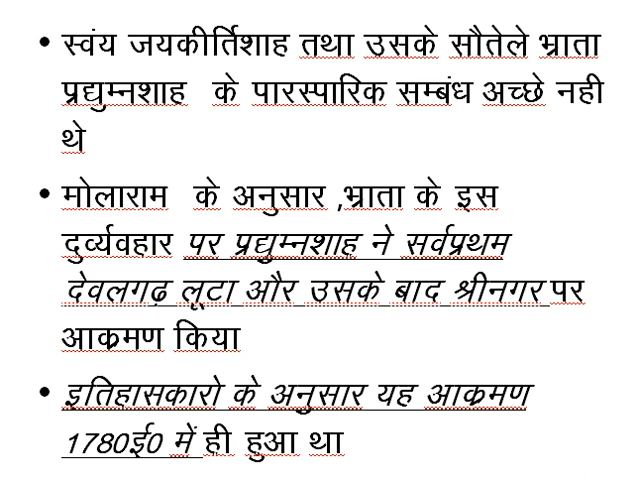 • स्वंय जयकीर्तिशाह तथा उसके सौतेले भ्राता
प्रद्युम्नशाह के पारस्पारिक सम्बंध अच्छे नही
थे
• मोलाराम के अनुसार ,भ्राता के इस
दुर्व्यवहार पर प्रद्युम्नशाह ने सर्वप्रथम
देवलगढ़ लूटा और उसके बाद श्रीनगर पर
आक्रमण किया
• इतिहासकारो के अनुसार यह आक्रमण
1780ई0 में ही हुआ था